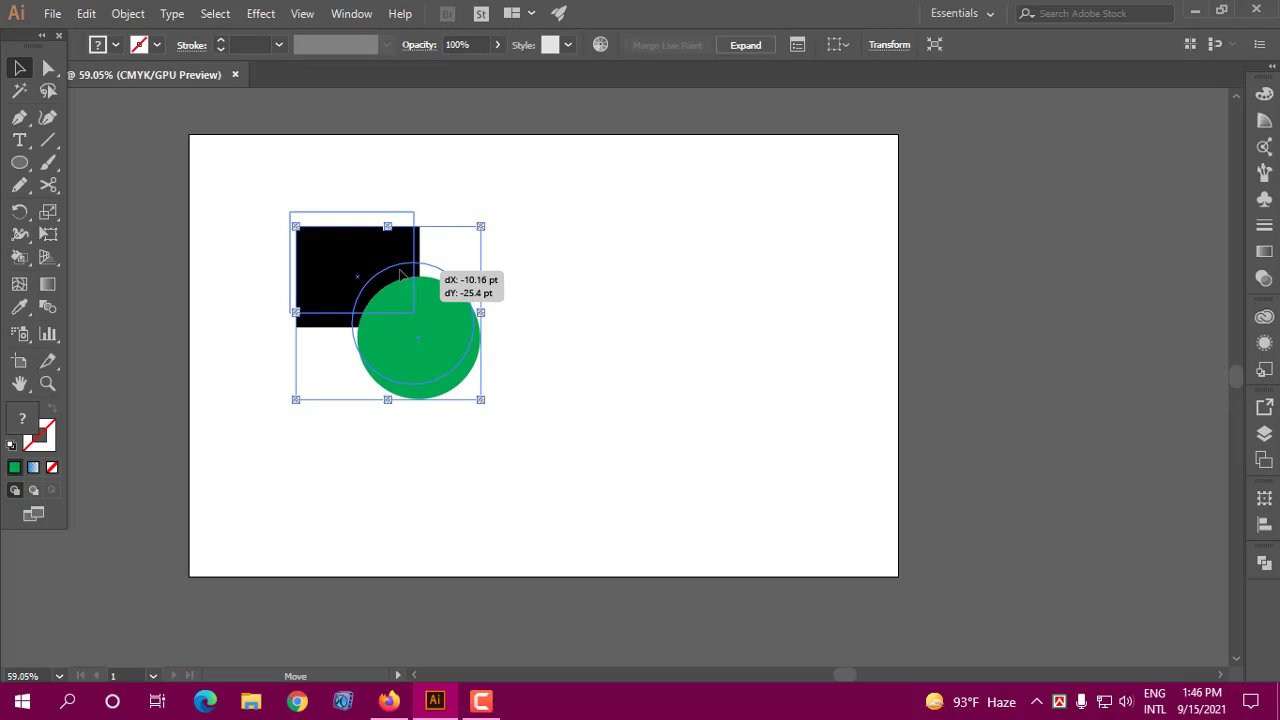 Ai File Edit Object Type Select Effect View Window Help Br St Essentials Search Adobe Stock
? Stroke: Opacity: 100% Style: Merge Live Paint Expand Transform
@ 59.05% (CMYK/GPU Preview)
dX: -10.16 pt
dY: -25.4 pt
T
?
59.05% 1 Move
Ai 93°F Haze ENG 1:46 PM
INTL 9/15/2021